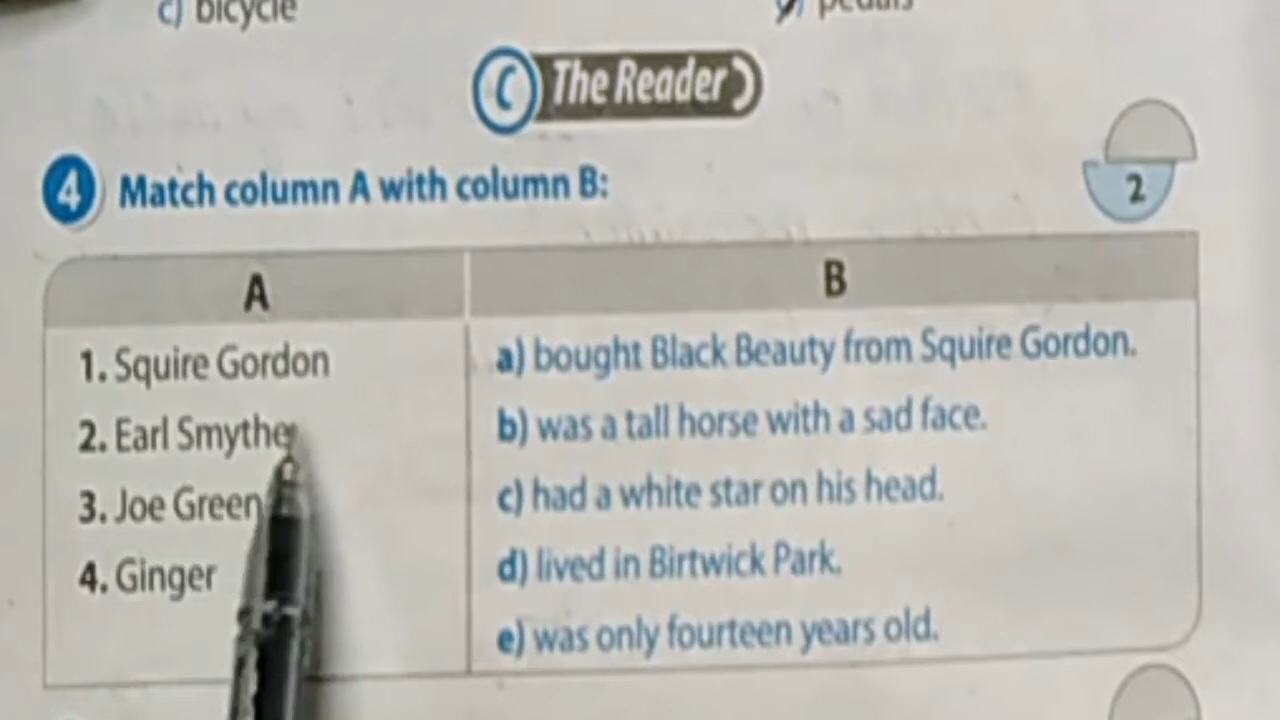 c) bicycle
pedals
C The Reader
4 Match column A with column B:
2
A B
1. Squire Gordon a) bought Black Beauty from Squire Gordon.
2. Earl Smythe b) was a tall horse with a sad face.
3. Joe Green c) had a white star on his head.
4. Ginger d) lived in Birtwick Park.
e) was only fourteen years old.